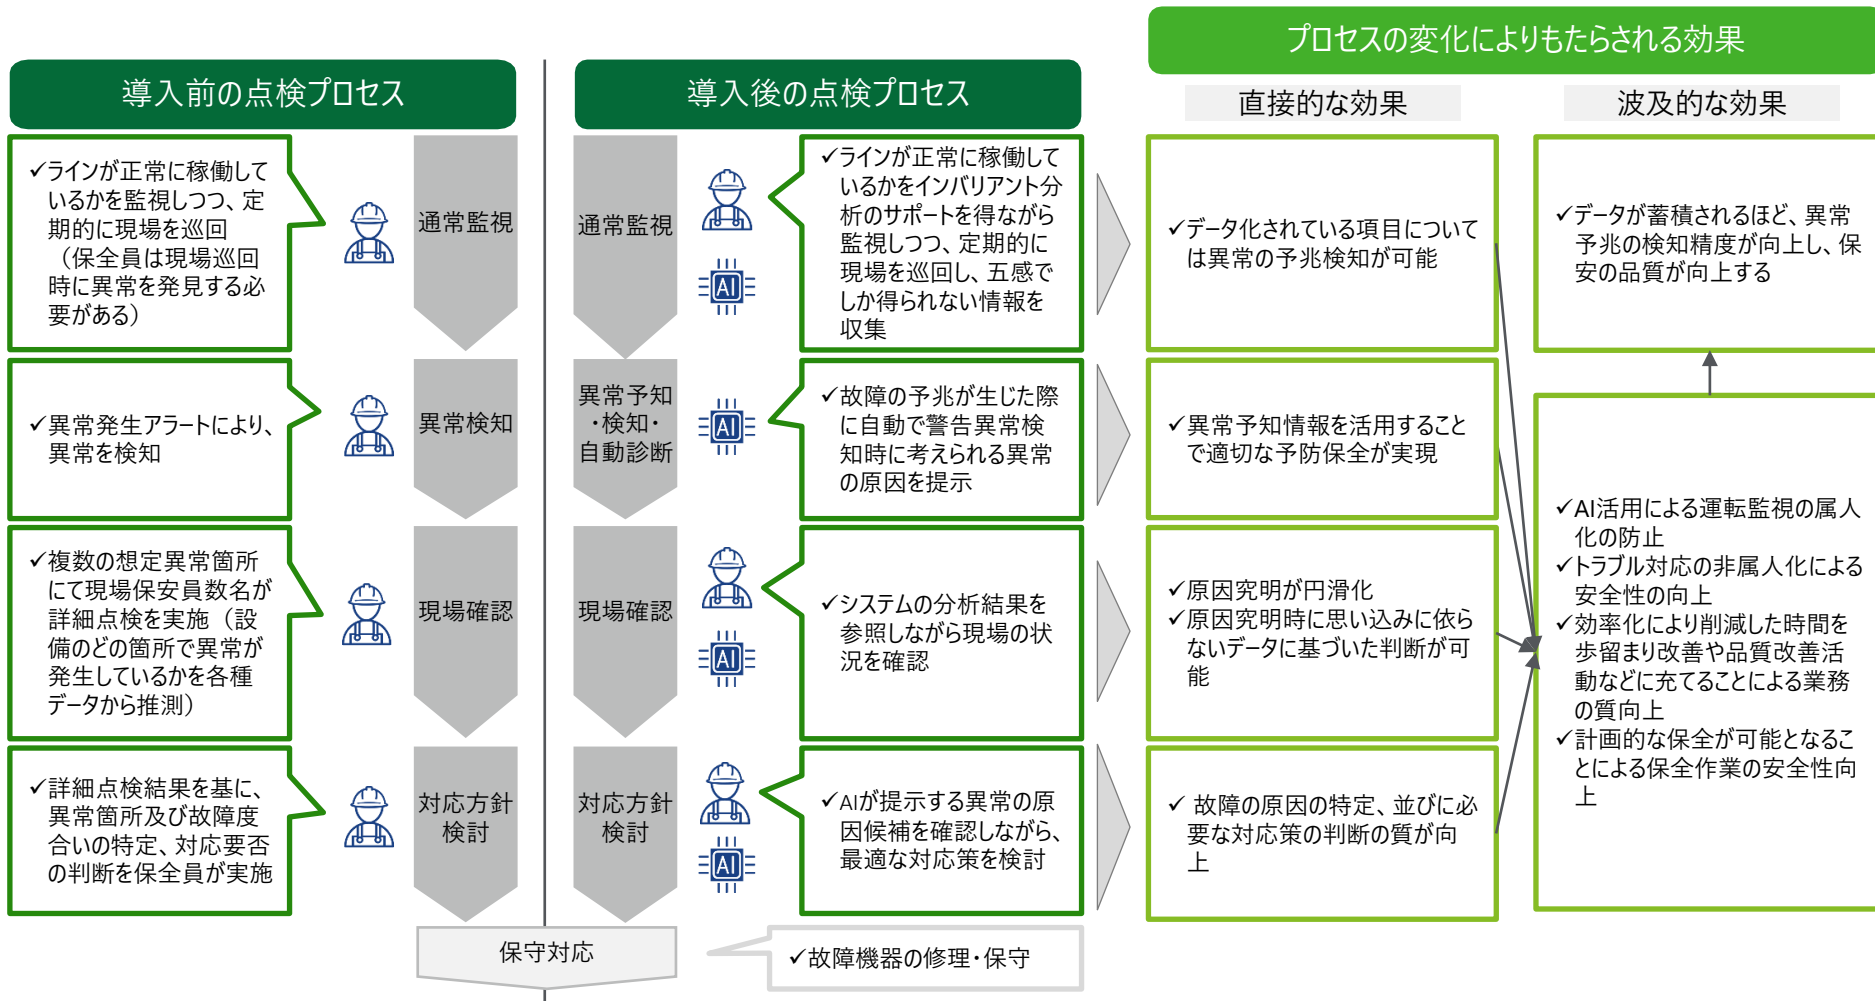 プロセスの変化によりもたらされる効果
導入前の点検プロセス
導入後の点検プロセス
直接的な効果
波及的な効果
✓ラインが正常に稼働して
いるかを監視しつつ、定
期的に現場を巡回
（保全員は現場巡回
時に異常を発見する必
要がある）
通常監視
通常監視
AI
✓ラインが正常に稼働して
いるかをインバリアント分
析のサポートを得ながら
監視しつつ、定期的に
現場を巡回し、五感で
しか得られない情報を
収集
✓データ化されている項目について
は異常の予兆検知が可能
✓データが蓄積されるほど、異常
予兆の検知精度が向上し、保
安の品質が向上する
✓異常発生アラートにより、
異常を検知
異常検知
異常予知
・検知・
自動診断
AI
✓故障の予兆が生じた際
に自動で警告異常検
知時に考えられる異常
の原因を提示
✓異常予知情報を活用すること
で適切な予防保全が実現
✓複数の想定異常箇所
にて現場保安員数名が
詳細点検を実施（設
備のどの箇所で異常が
発生しているかを各種
データから推測）
現場確認
現場確認
AI
✓システムの分析結果を
参照しながら現場の状
況を確認
✓原因究明が円滑化
✓原因究明時に思い込みに依ら
ないデータに基づいた判断が可
能
✓AI活用による運転監視の属人
化の防止
✓トラブル対応の非属人化による
安全性の向上
✓効率化により削減した時間を
歩留まり改善や品質改善活
動などに充てることによる業務
の質向上
✓計画的な保全が可能となるこ
とによる保全作業の安全性向
上
✓詳細点検結果を基に、
異常箇所及び故障度
合いの特定、対応要否
の判断を保全員が実施
対応方針
検討
対応方針
検討
AI
✓AIが提示する異常の原
因候補を確認しながら、
最適な対応策を検討
✓ 故障の原因の特定、並びに必
要な対応策の判断の質が向
上
保守対応
✓故障機器の修理・保守